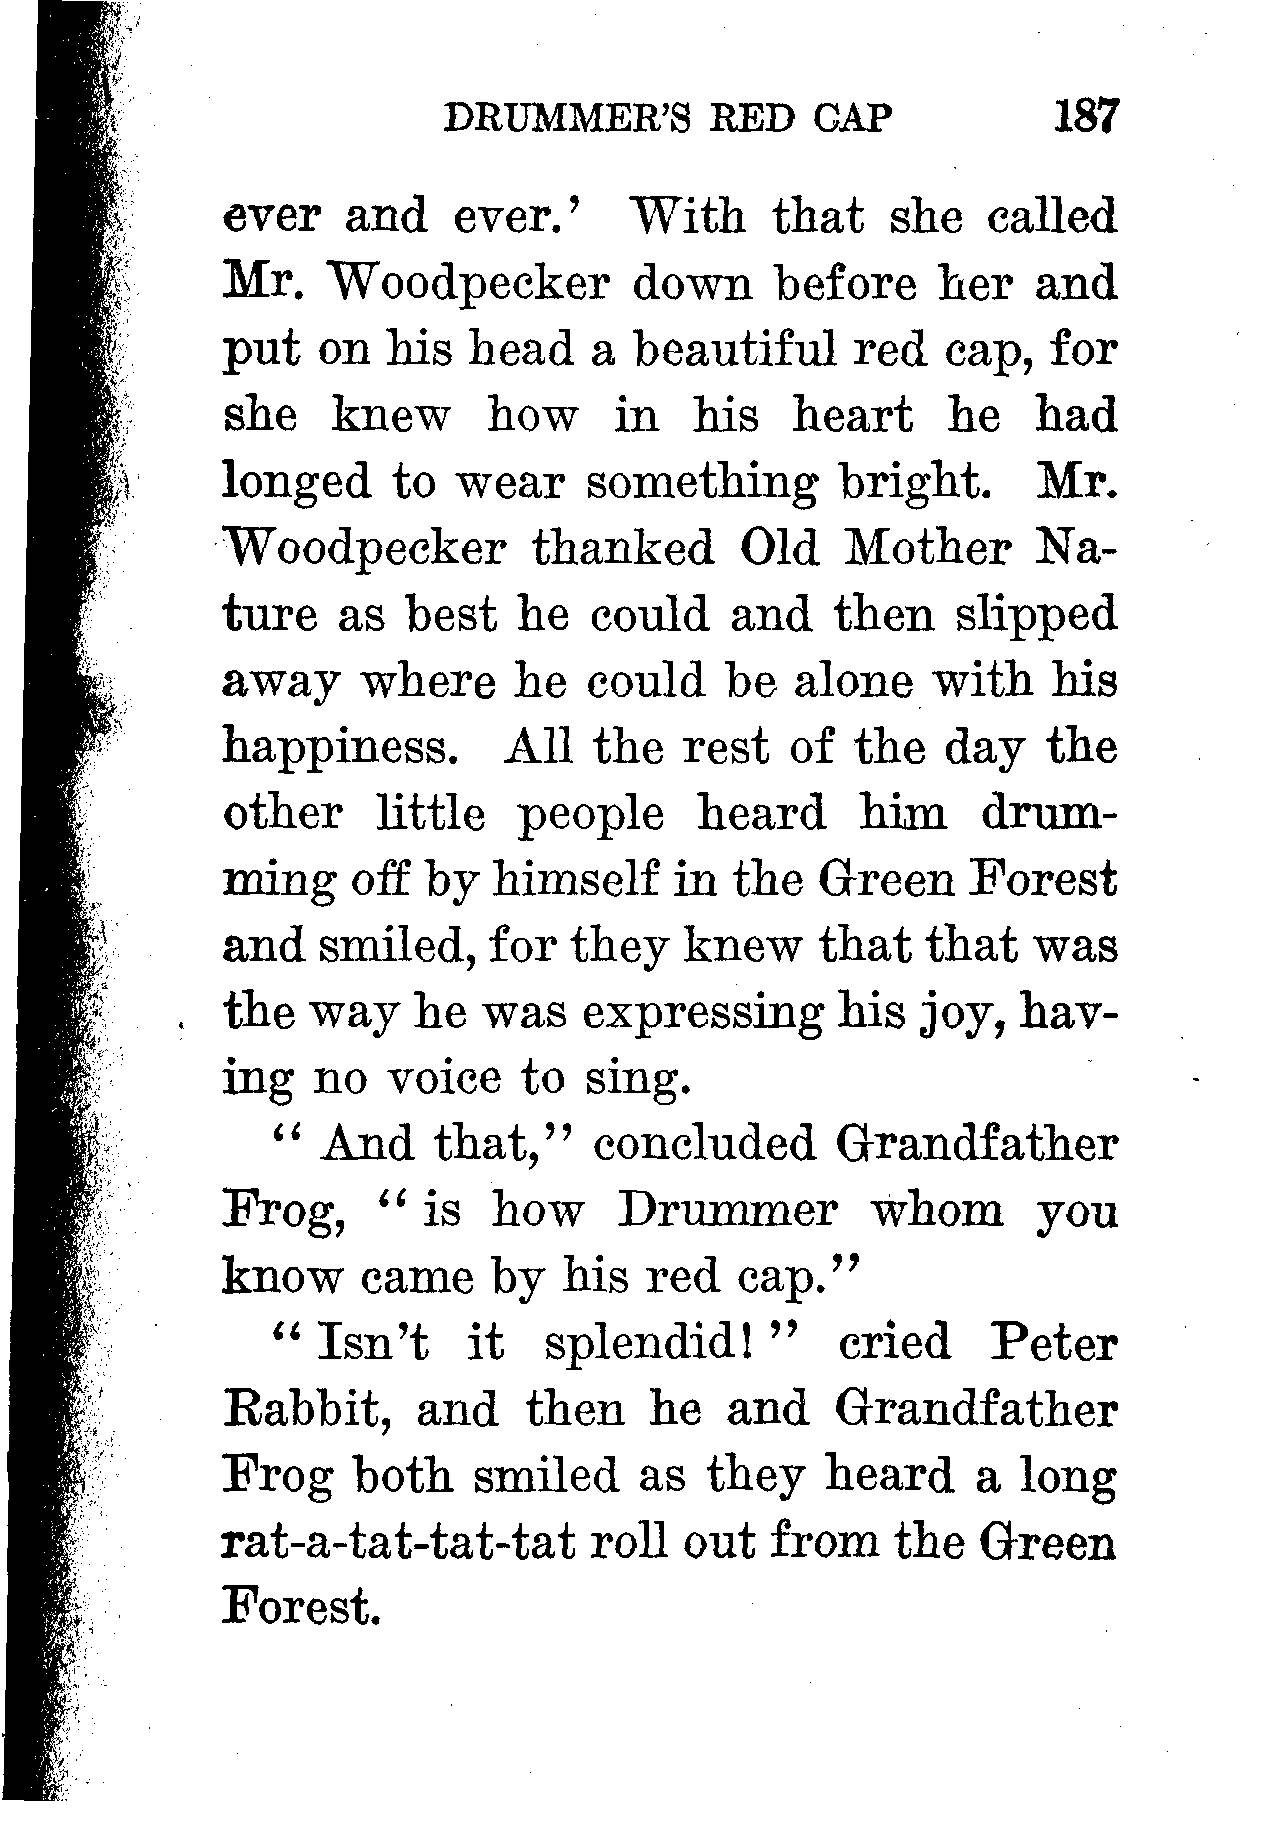 DRUMMER'S RED CAP 187
ever and ever.' With that she called
Mr. Woodpecker down before her and
put on his head a beautiful red cap, for
she knew how in his heart he had
longed to wear something bright. Mr.
Woodpecker thanked Old Mother Na-
ture as best he could and then slipped
away where he could be alone with his
happiness. All the rest of the day the
other little people heard him drum-
ming off by himself in the Green Forest
and smiled, for they knew that that was
the way he was expressing his joy, hav-
ing no voice to sing.
"And that," concluded Grandfather
Frog, "is how Drummer whom you
know came by his red cap."
"Isn't it splendid!" cried Peter
Rabbit, and then he and Grandfather
Frog both smiled as they heard a long
rat-a-tat-tat-tat roll out from the Green
Forest.